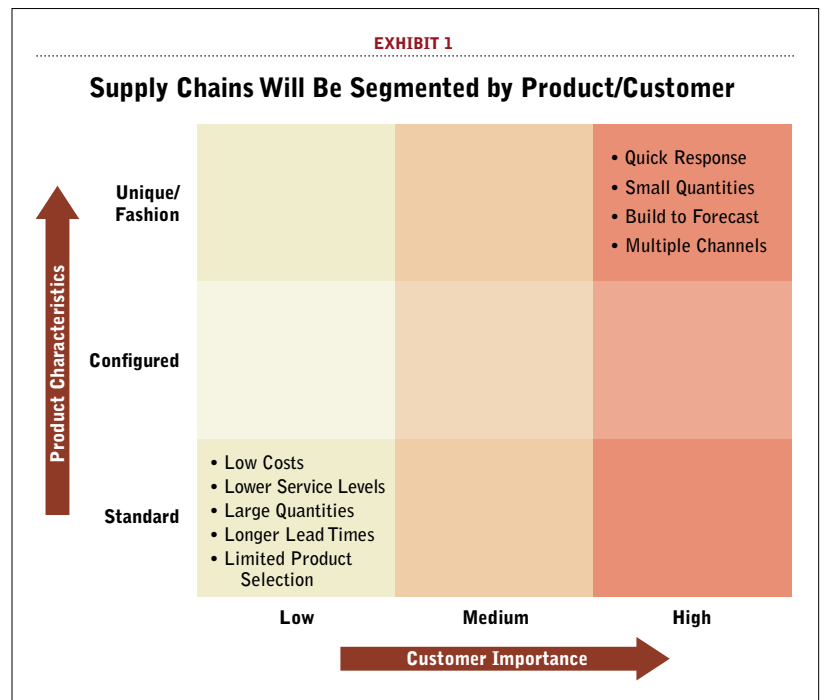 EXHIBIT 1
Supply Chains Will Be Segmented by Product/Customer
Product Characteristics
Unique/
Fashion
• Quick Response
• Small Quantities
• Build to Forecast
• Multiple Channels
Configured
Standard
• Low Costs
• Lower Service Levels
• Large Quantities
• Longer Lead Times
• Limited Product
Selection
Low
Medium
High
Customer Importance